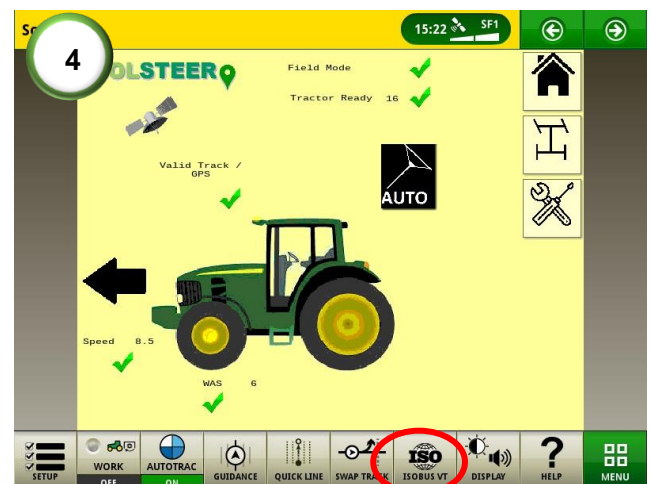 15:22 SF1
4
OLSTEER
Field Mode
Tractor Ready 16
Valid Track /
GPS
AUTO
Speed 8.5
WAS 6
SETUP
WORK
OFF
AUTOTRAC
ON
GUIDANCE
QUICK LINE
SWAP TRACK
ISO
ISOBUS VT
DISPLAY
?
HELP
MENU